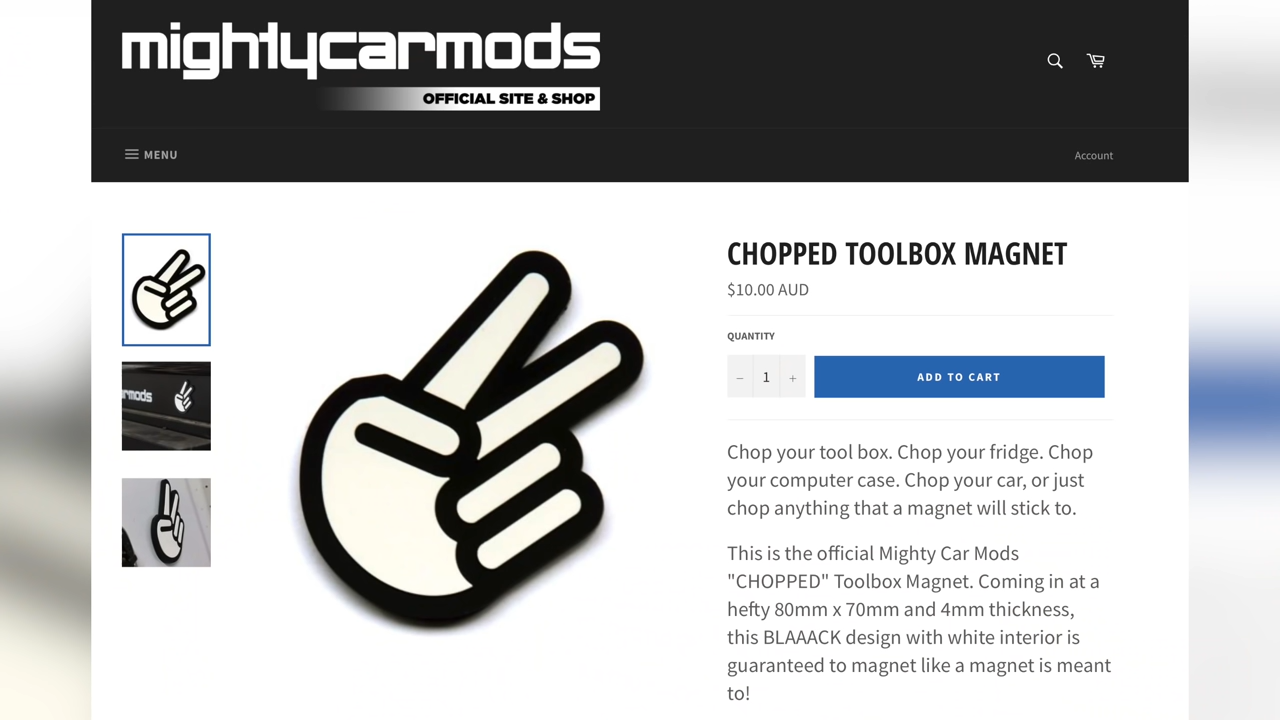 mightycarmods
OFFICIAL SITE & SHOP
MENU
Account
CHOPPED TOOLBOX MAGNET
$10.00 AUD
QUANTITY
− 1 +
ADD TO CART
armods
Chop your tool box. Chop your fridge. Chop
your computer case. Chop your car, or just
chop anything that a magnet will stick to.
This is the official Mighty Car Mods
"CHOPPED" Toolbox Magnet. Coming in at a
hefty 80mm x 70mm and 4mm thickness,
this BLAAACK design with white interior is
guaranteed to magnet like a magnet is meant
to!